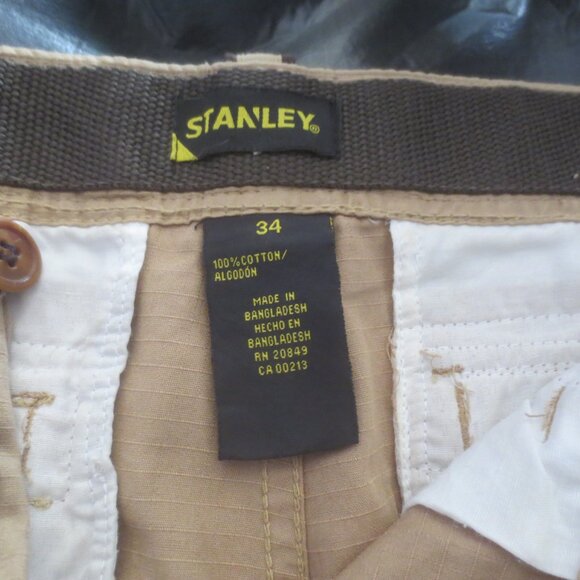 STANLEY®
34
100% COTTON/
ALGODÓN
MADE IN
BANGLADESH
HECHO EN
BANGLADESH
RN 20849
CA 00213